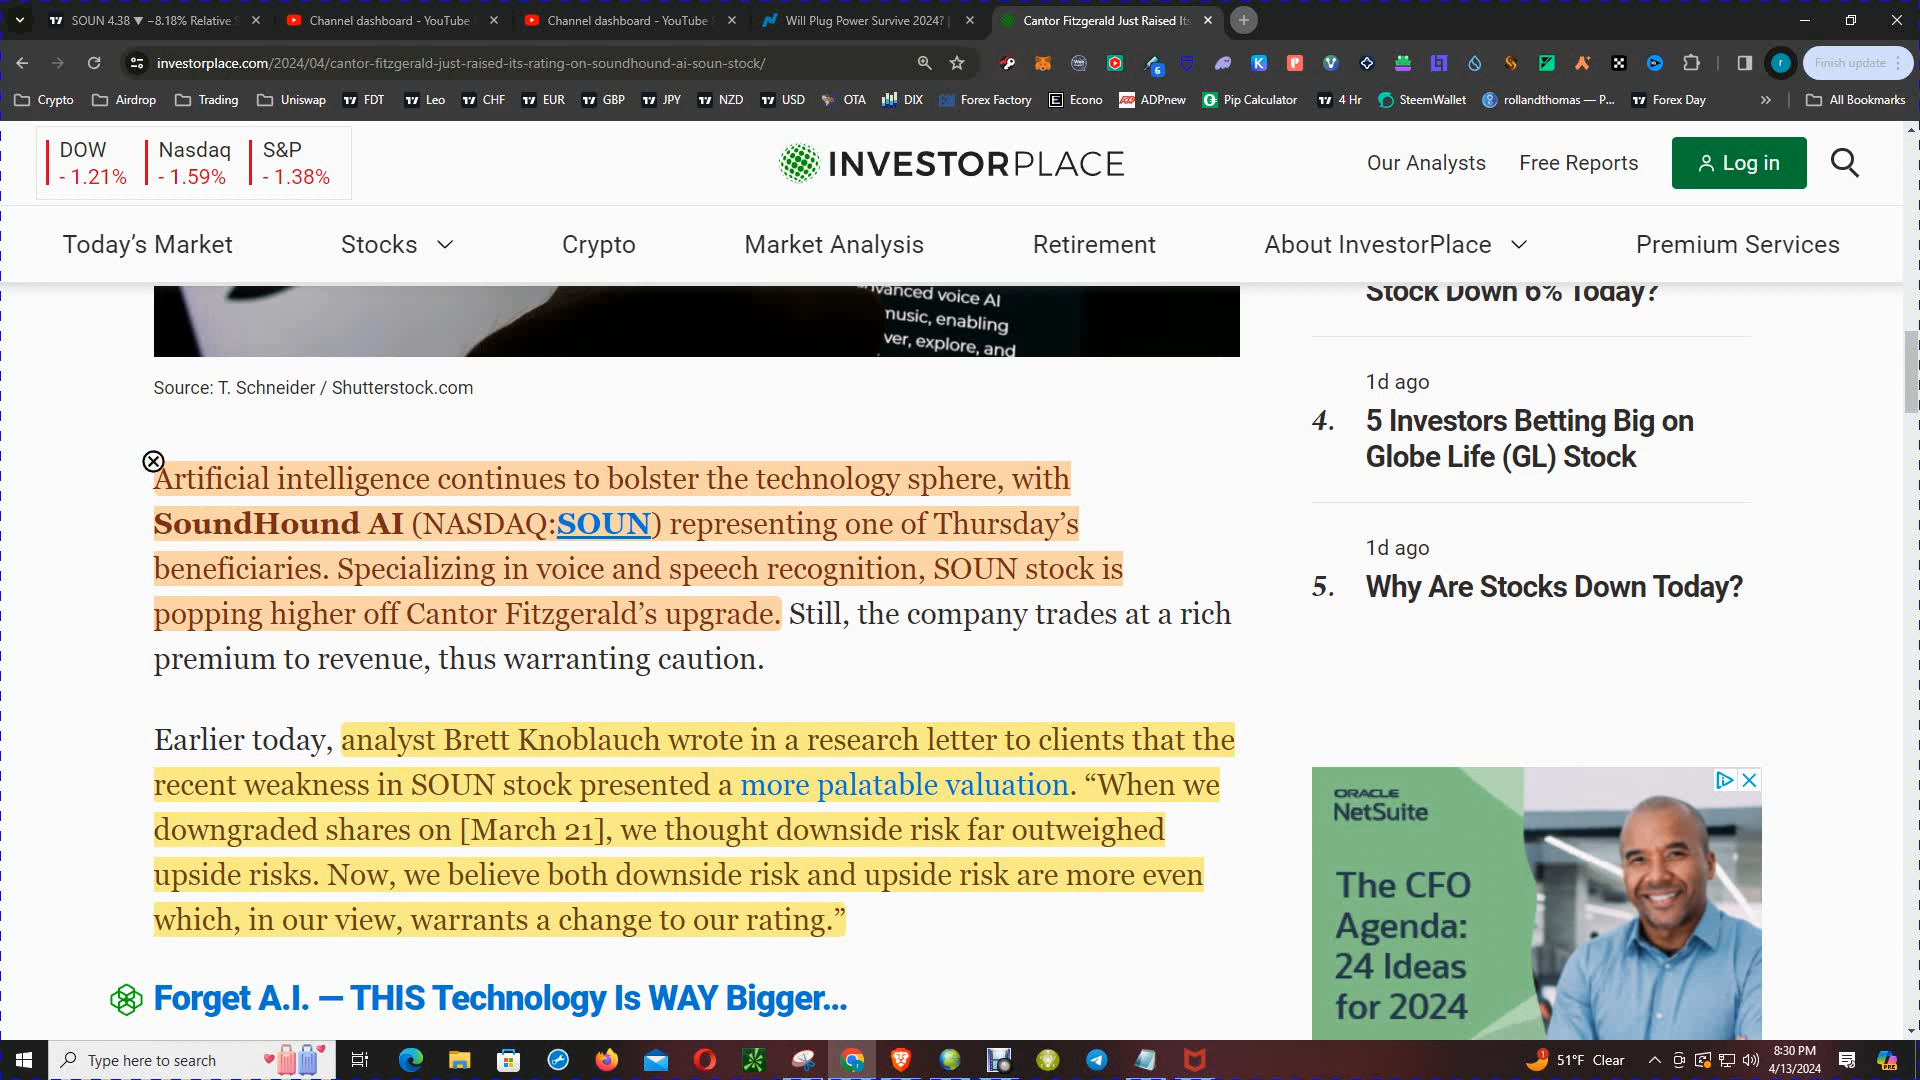 SOUN 4.38 ▼ −8.18% Relative S
Channel dashboard - YouTube
Channel dashboard - YouTube
Will Plug Power Survive 2024? |
Cantor Fitzgerald Just Raised Its
investorplace.com/2024/04/cantor-fitzgerald-just-raised-its-rating-on-soundhound-ai-soun-stock/
6
Finish update
Crypto
Airdrop
Trading
Uniswap
FDT
Leo
CHF
EUR
GBP
JPY
NZD
USD
OTA
DIX
Forex Factory
Econo
ADPnew
Pip Calculator
4 Hr
SteemWallet
rollandthomas — P...
Forex Day
All Bookmarks
DOW
- 1.21%
Nasdaq
- 1.59%
S&P
- 1.38%
INVESTORPLACE
Our Analysts
Free Reports
Log in
Today's Market
Stocks
Crypto
Market Analysis
Retirement
About InvestorPlace
Premium Services
vanced voice AI
music, enabling
ver, explore, and
Source: T. Schneider / Shutterstock.com
Artificial intelligence continues to bolster the technology sphere, with
SoundHound AI (NASDAQ:SOUN) representing one of Thursday's
beneficiaries. Specializing in voice and speech recognition, SOUN stock is
popping higher off Cantor Fitzgerald's upgrade. Still, the company trades at a rich
premium to revenue, thus warranting caution.
Earlier today, analyst Brett Knoblauch wrote in a research letter to clients that the
recent weakness in SOUN stock presented a more palatable valuation. “When we
downgraded shares on [March 21], we thought downside risk far outweighed
upside risks. Now, we believe both downside risk and upside risk are more even
which, in our view, warrants a change to our rating.”
Forget A.I. — THIS Technology Is WAY Bigger...
Stock Down 6% Today?
1d ago
4. 5 Investors Betting Big on
Globe Life (GL) Stock
1d ago
5. Why Are Stocks Down Today?
ORACLE
NetSuite
The CFO
Agenda:
24 Ideas
for 2024
Type here to search
51°F Clear
8:30 PM
4/13/2024